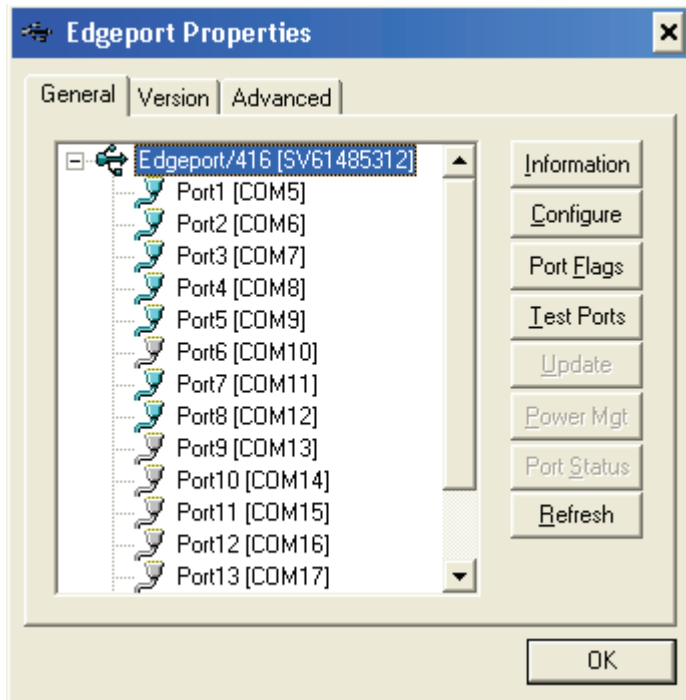 Edgeport Properties
General
Version
Advanced
Edgeport/416 [SV61485312]
Port1 [COM5]
Port2 [COM6]
Port3 [COM7]
Port4 [COM8]
Port5 [COM9]
Port6 [COM10]
Port7 [COM11]
Port8 [COM12]
Port9 [COM13]
Port10 [COM14]
Port11 [COM15]
Port12 [COM16]
Port13 [COM17]
Information
Configure
Port Flags
Test Ports
Update
Power Mgt
Port Status
Refresh
OK